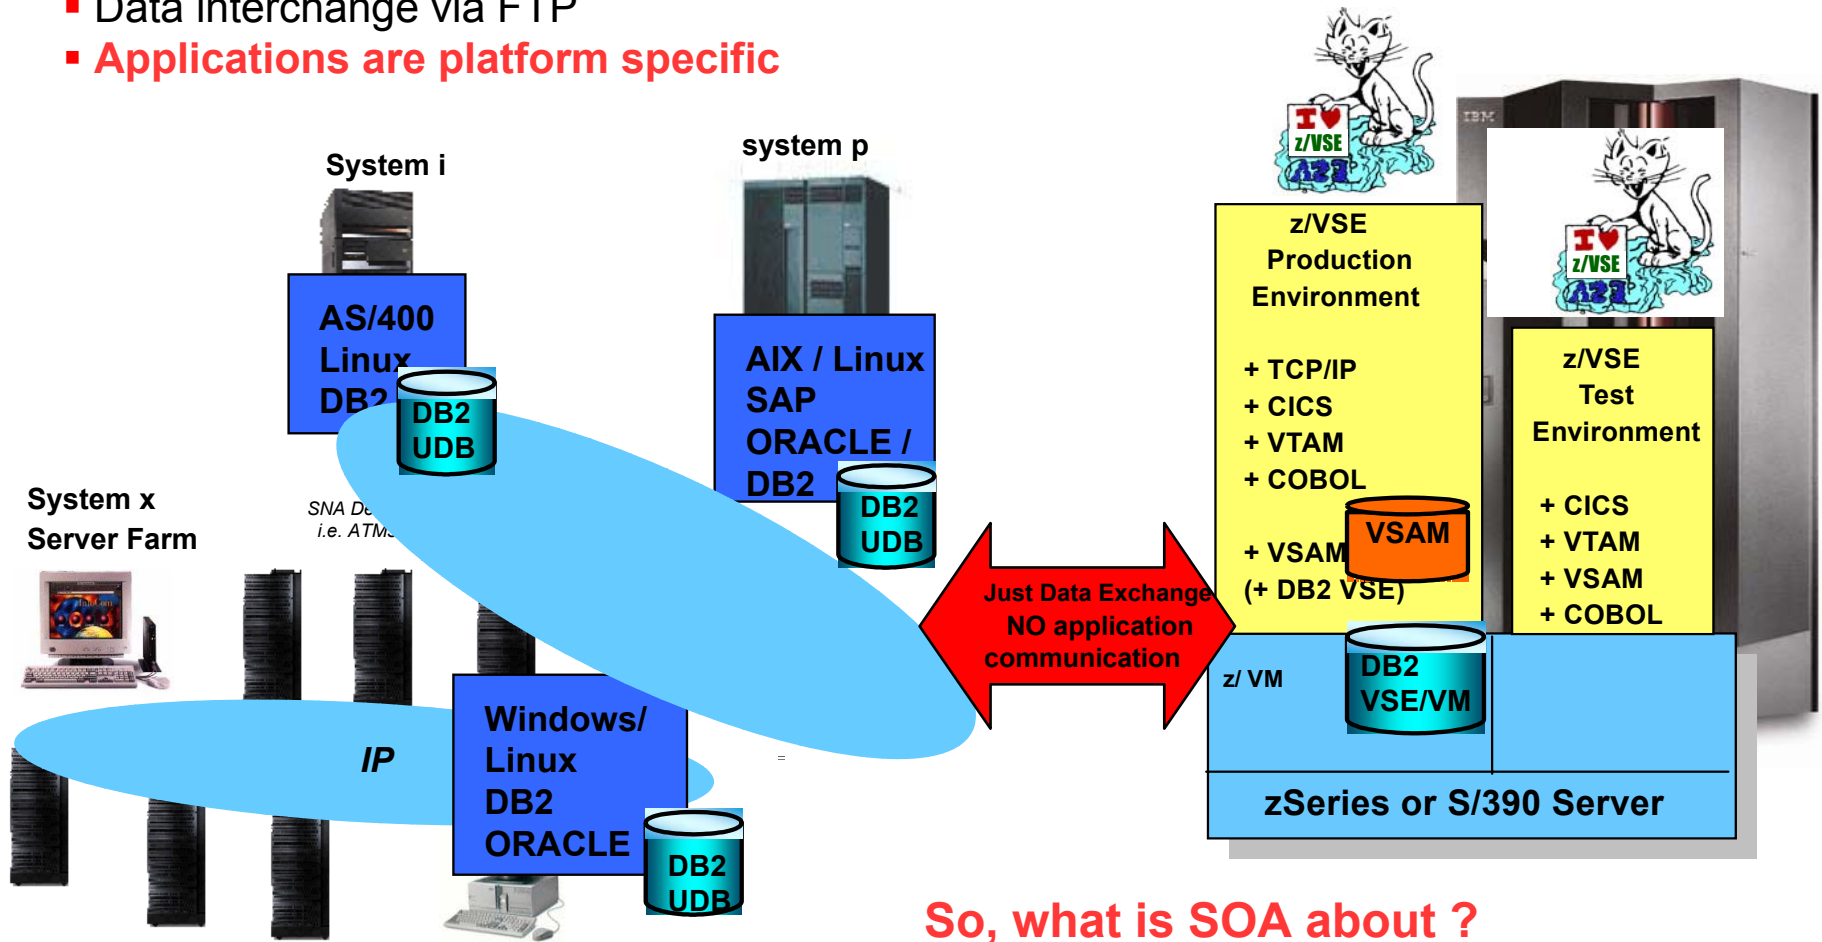 ▪ Data interchange via FTP
▪ Applications are platform specific
System i
system p
IBM
I ♥
z/VSE
I ♥
z/VSE
AS/400
Linux
DB2
DB2
UDB
AIX / Linux
SAP
ORACLE /
DB2
DB2
UDB
z/VSE
Production
Environment
+ TCP/IP
+ CICS
+ VTAM
+ COBOL
+ VSAM
(+ DB2 VSE)
VSAM
z/VSE
Test
Environment
+ CICS
+ VTAM
+ VSAM
+ COBOL
System x
Server Farm
SNA
i.e. ATMs
Just Data Exchange
NO application
communication
z/ VM
DB2
VSE/VM
zSeries or S/390 Server
IP
Windows/
Linux
DB2
ORACLE
DB2
UDB
=
So, what is SOA about ?